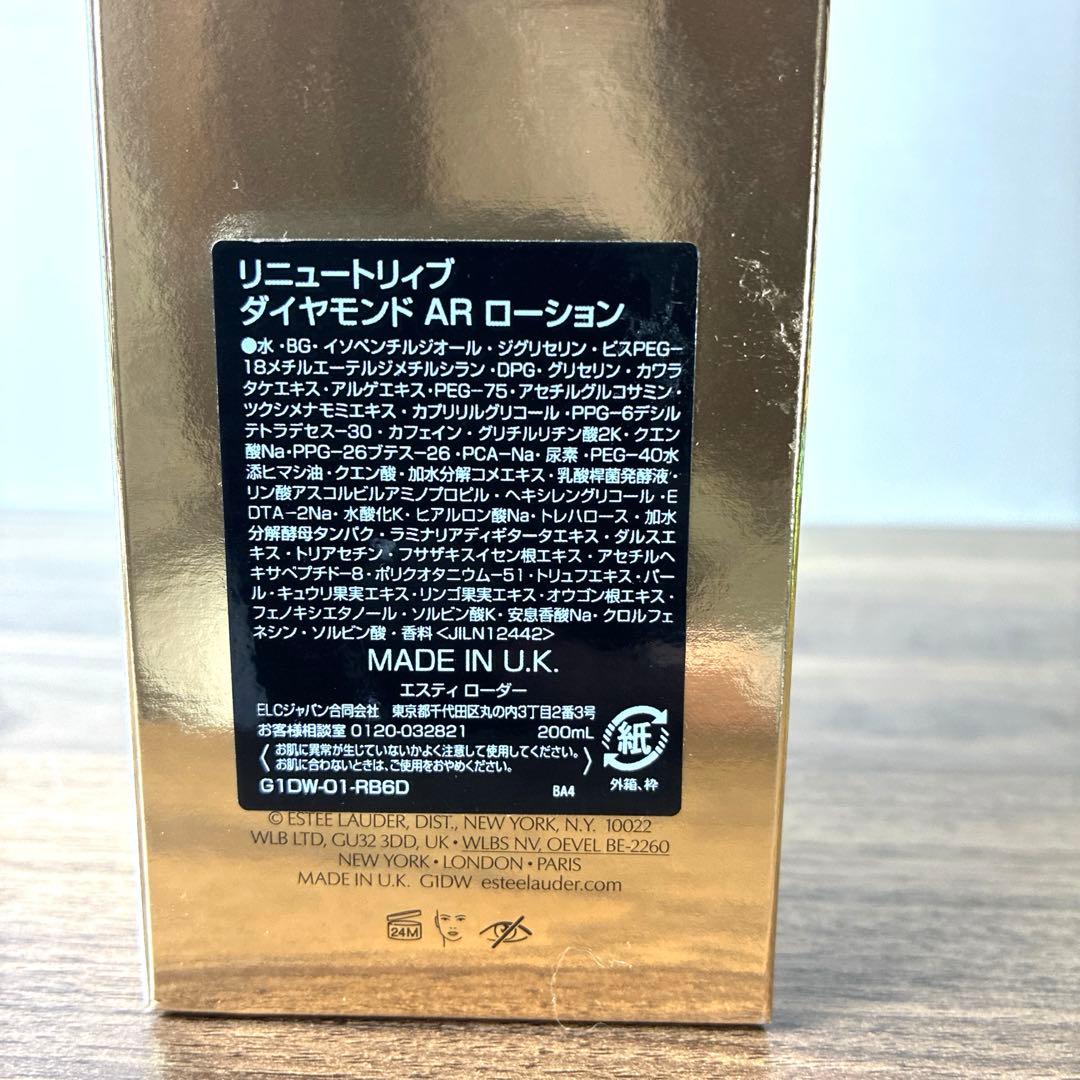 リニュートリィブ
ダイヤモンド AR ローション
●水・BG・イソペンチルジオール・ジグリセリン・ビスPEG-
18メチルエーテルジメチルシラン・DPG・グリセリン・カワラ
タケエキス・アルゲエキス・PEG-75・アセチルグルコサミン・
ツクシメナモミエキス・カプリリルグリコール・PPG-6デシル
テトラデセス-30・カフェイン・グリチルリチン酸2K・クエン
酸Na・PPG-26ブテス-26・PCA-Na・尿素・PEG-40水
添ヒマシ油・クエン酸・加水分解コメエキス・乳酸桿菌発酵液・
リン酸アスコルビルアミノプロピル・ヘキシレングリコール・E
DTA-2Na・水酸化K・ヒアルロン酸Na・トレハロース・加水
分解酵母タンパク・ラミナリアディギタータエキス・ダルスエ
キス・トリアセチン・フサザキスイセン根エキス・アセチルヘ
キサペプチド-8・ポリクオタニウム-51・トリュフエキス・パー
ル・キュウリ果実エキス・リンゴ果実エキス・オウゴン根エキス・
フェノキシエタノール・ソルビン酸K・安息香酸Na・クロルフェ
ネシン・ソルビン酸・香料<JILN12442>
MADE IN U.K.
エスティ ローダー
ELCジャパン合同会社 東京都千代田区丸の内3丁目2番3号
お客様相談室 0120-032821 200mL
お肌に異常が生じていないかよく注意して使用してください。
お肌に合わないときは、ご使用をおやめください。
紙
外箱、枠
G1DW-01-RB6D BA4
© ESTEE LAUDER, DIST., NEW YORK, N.Y. 10022
WLB LTD, GU32 3DD, UK • WLBS NV, OEVEL BE-2260
NEW YORK • LONDON • PARIS
MADE IN U.K. G1DW esteelauder.com
24M